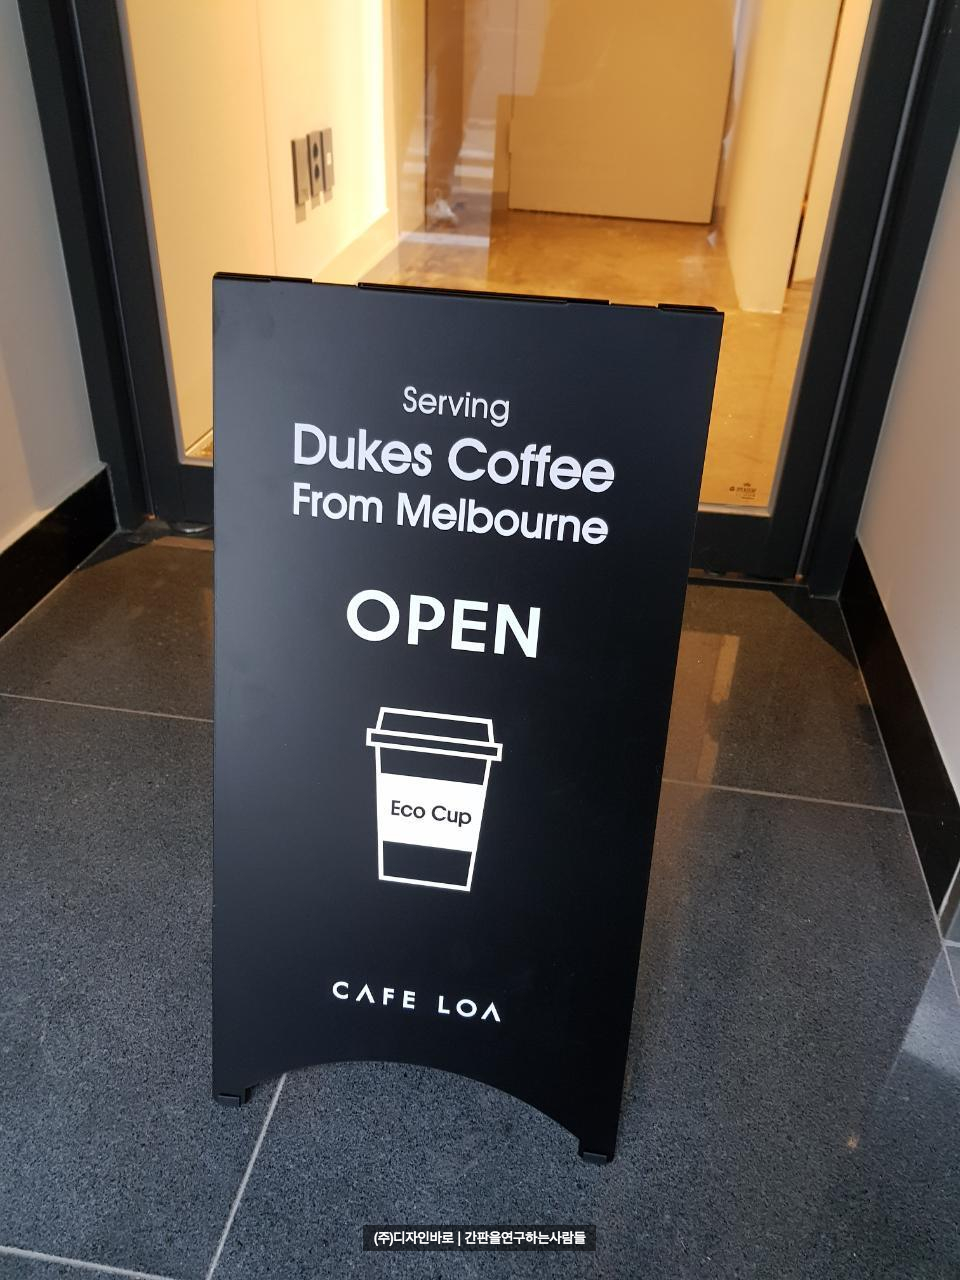 Serving
Dukes Coffee
From Melbourne
OPEN
Eco Cup
CAFE LOA
(주)디자인바로 | 간판을연구하는사람들